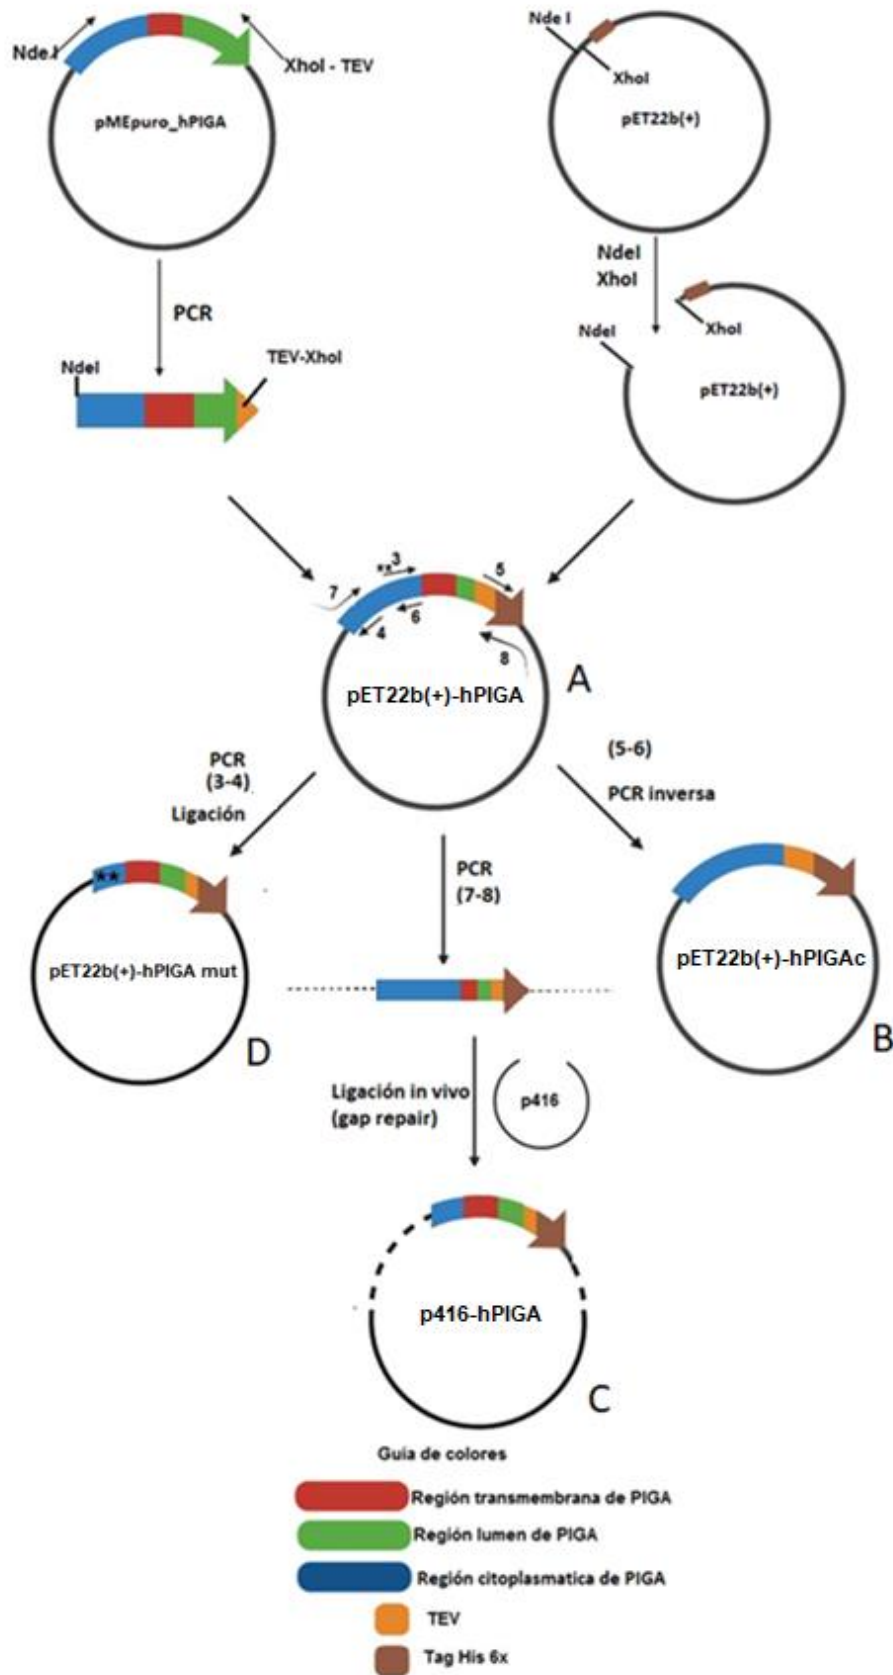 Nde I
XhoI - TEV
pMEpuro_hPIGA
PCR
NdeI
TEV-XhoI
Nde I
XhoI
pET22b(+)
NdeI
XhoI
NdeI
XhoI
pET22b(+)
7
**3
5
4
6
8
pET22b(+)-hPIGA
A
PCR
(3-4)
Ligación
PCR
(7-8)
(5-6)
PCR inversa
★★
pET22b(+)-hPIGA mut
D
pET22b(+)-hPIGAc
B
Ligación in vivo
(gap repair)
p416
p416-hPIGA
C
Guia de colores
Región transmembrana de PIGA
Región lumen de PIGA
Región citoplasmatica de PIGA
TEV
Tag His 6x